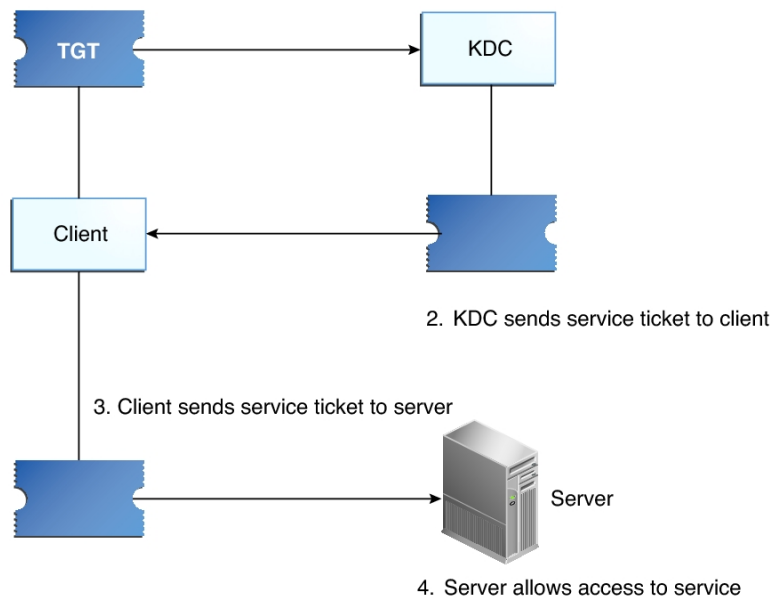 TGT
KDC
Client
2. KDC sends service ticket to client
3. Client sends service ticket to server
Server
4. Server allows access to service